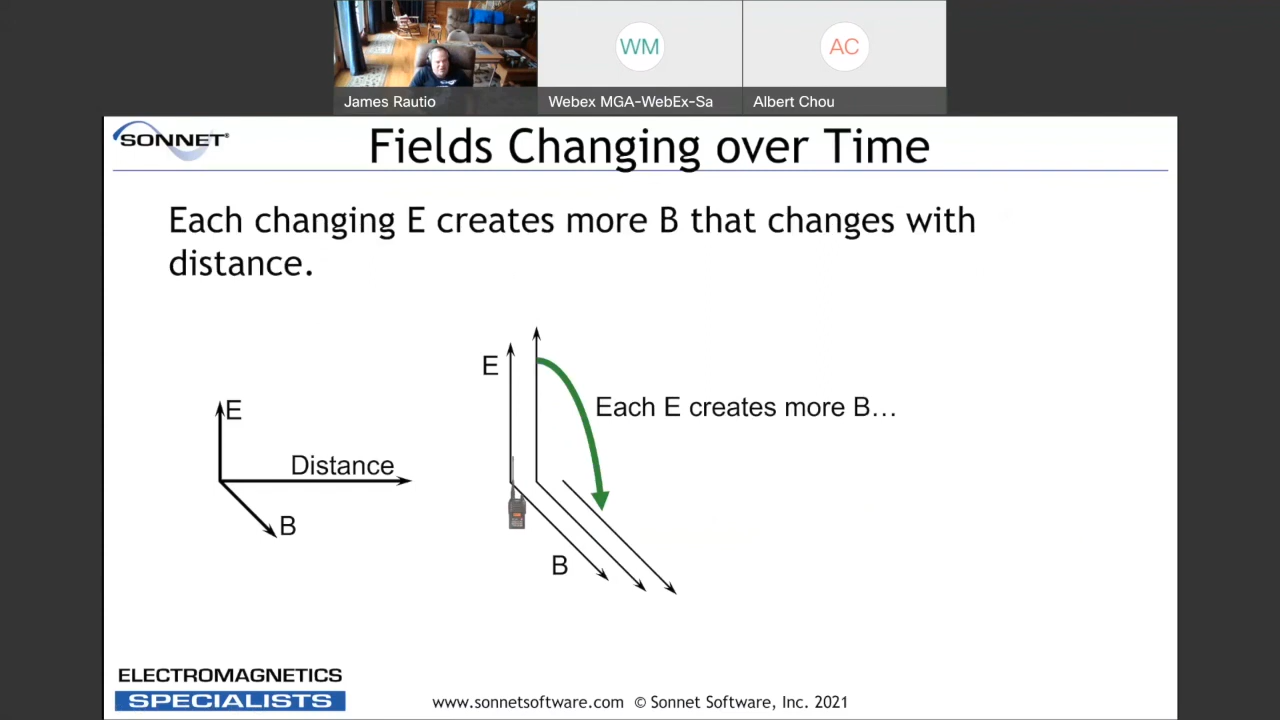 WM
AC
James Rautio
Webex MGA-WebEx-Sa
Albert Chou
SONNET®
Fields Changing over Time
Each changing E creates more B that changes with
distance.
E
Each E creates more B…
E
Distance
B
B
ELECTROMAGNETICS
SPECIALISTS
www.sonnetsoftware.com © Sonnet Software, Inc. 2021